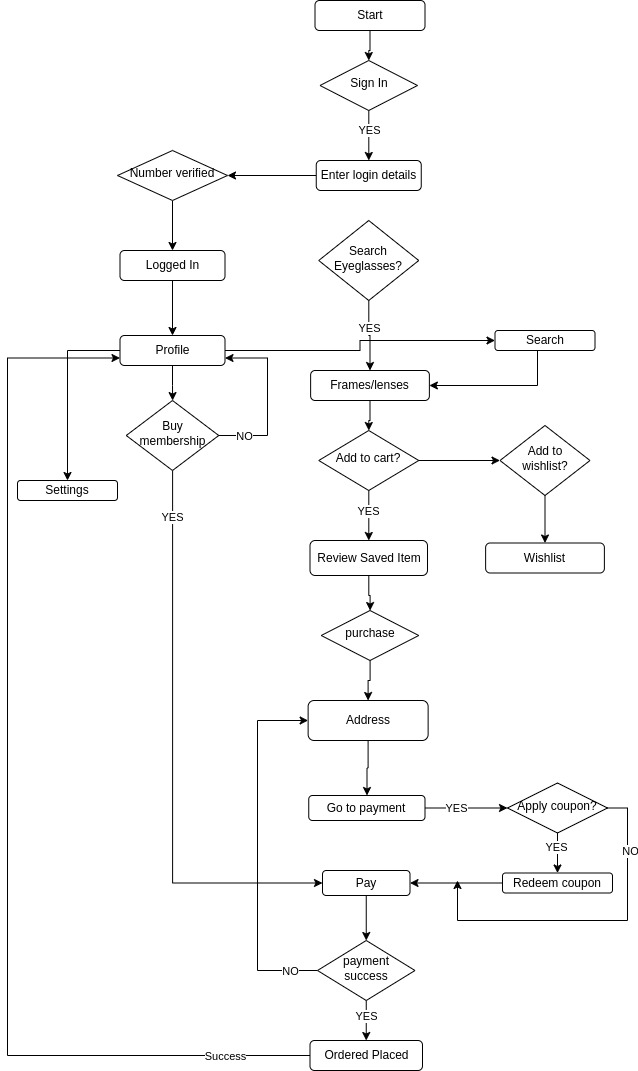 Start
Sign In
YES
Number verified
Enter login details
Logged In
Search
Eyeglasses?
YES
Search
Profile
Frames/lenses
Buy
membership
NO
Add to cart?
Add to
wishlist?
Settings
YES
YES
Review Saved Item
Wishlist
purchase
Address
Go to payment
YES
Apply coupon?
YES
NO
Pay
Redeem coupon
payment
success
NO
YES
Success
Ordered Placed